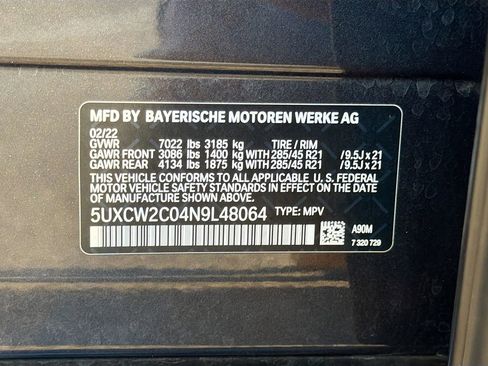 MFD BY BAYERISCHE MOTOREN WERKE AG
02/22
GVWR 7022 lbs 3185 kg TIRE / RIM
GAWR FRONT 3086 lbs 1400 kg WITH 285/45 R21 / 9.5J x 21
GAWR REAR 4134 lbs 1875 kg WITH 285/45 R21 / 9.5J x 21
THIS VEHICLE CONFORMS TO ALL APPLICABLE U. S. FEDERAL
MOTOR VEHICLE SAFETY STANDARDS IN EFFECT
ON THE DATE OF MANUFACTURE SHOWN ABOVE.
5UXCW2C04N9L48064 TYPE: MPV
A90M
7 320 729